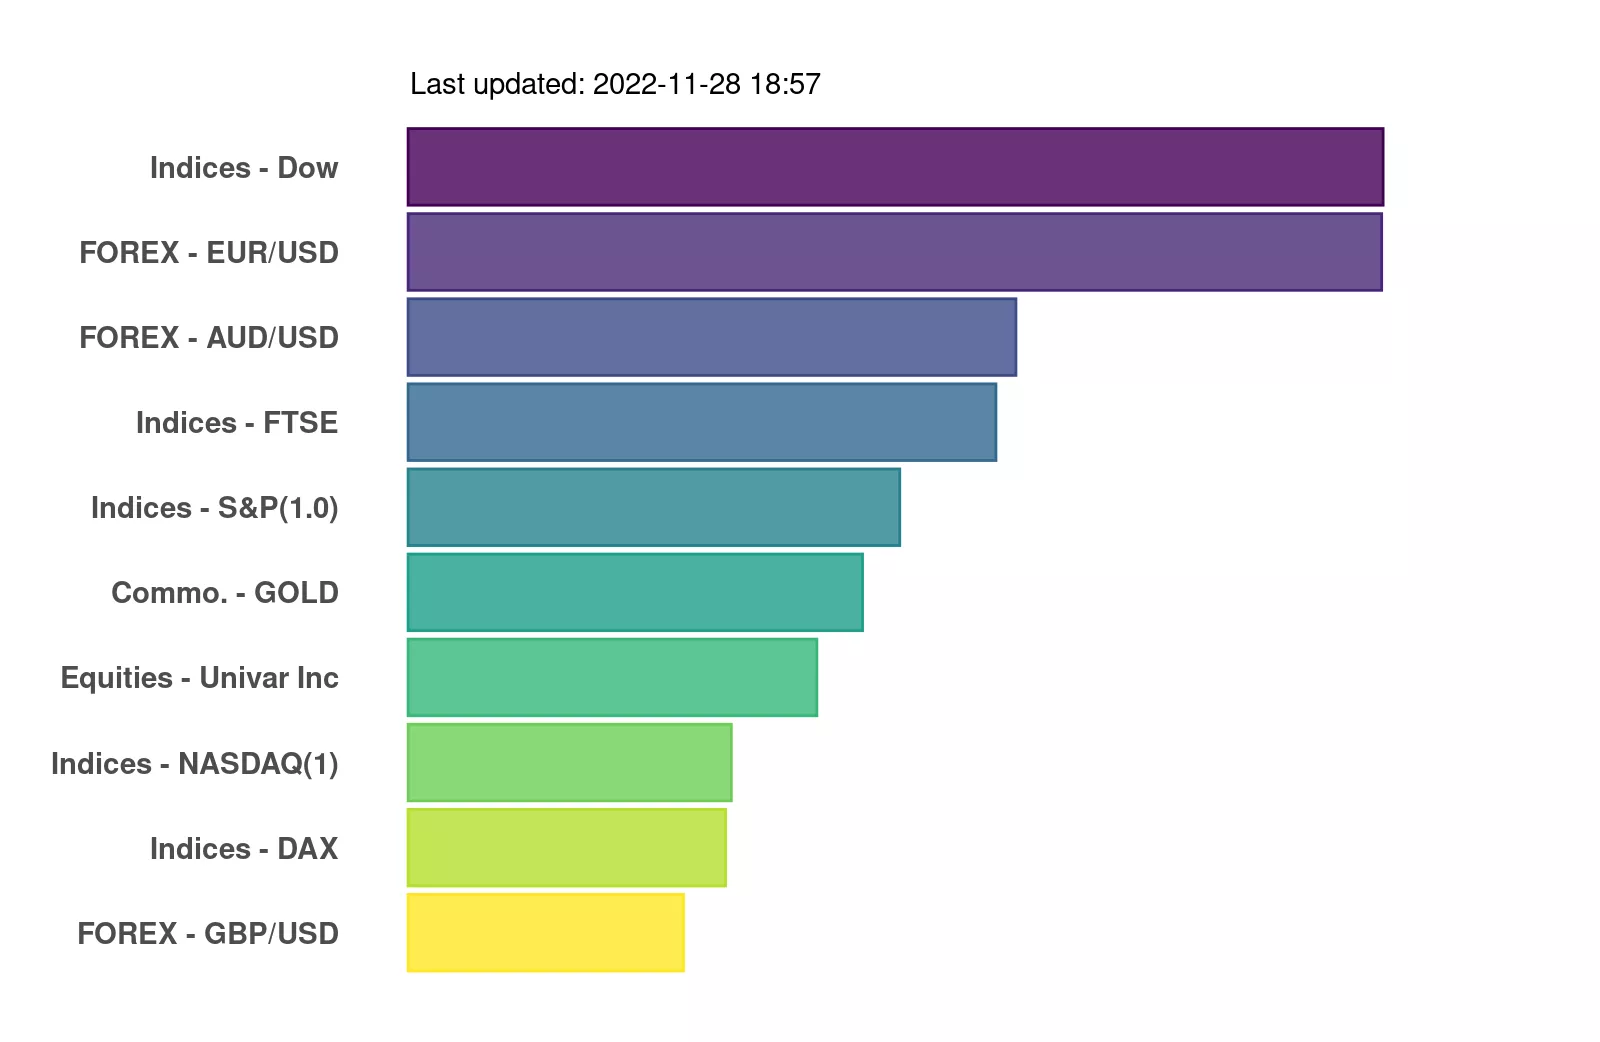 Last updated: 2022-11-28 18:57
Indices - Dow
FOREX - EUR/USD
FOREX - AUD/USD
Indices - FTSE
Indices - S&P(1.0)
Commo. - GOLD
Equities - Univar Inc
Indices - NASDAQ(1)
Indices - DAX
FOREX - GBP/USD